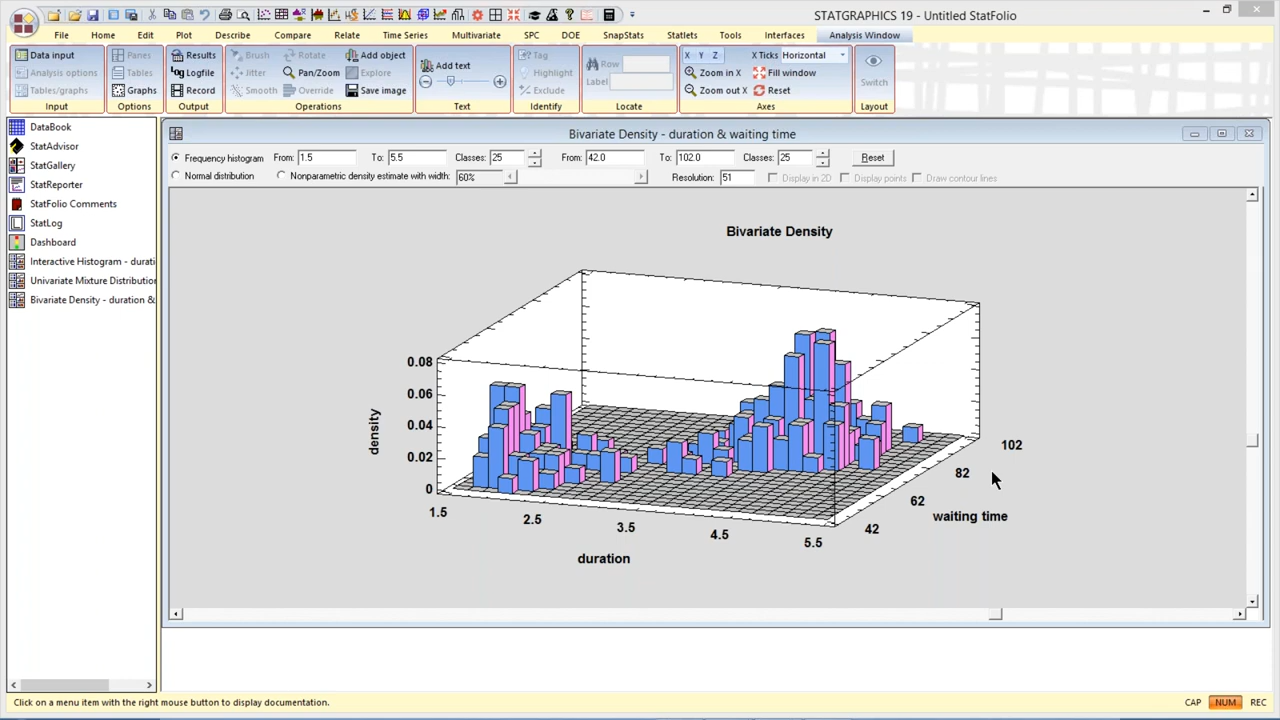 STATGRAPHICS 19 - Untitled StatFolio
File Home Edit Plot Describe Compare Relate Time Series Multivariate SPC DOE SnapStats Statlets Tools Interfaces Analysis Window
Data input Panes Results Brush Rotate Add object Add text Tag Row X Y Z X Ticks Horizontal
Analysis options Tables Logfile Jitter Pan/Zoom Explore Highlight Label Zoom in X Fill window Switch
Tables/graphs Graphs Record Smooth Override Save image Exclude Zoom out X Reset
Input Options Output Operations Text Identify Locate Axes Layout
DataBook
StatAdvisor
StatGallery
StatReporter
StatFolio Comments
StatLog
Dashboard
Interactive Histogram - durati
Univariate Mixture Distribution
Bivariate Density - duration &
Bivariate Density - duration & waiting time
Frequency histogram From: 1.5 To: 5.5 Classes: 25 From: 42.0 To: 102.0 Classes: 25 Reset
Normal distribution Nonparametric density estimate with width: 60% Resolution: 51 Display in 2D Display points Draw contour lines
Bivariate Density
density
0.08
0.06
0.04
0.02
0
1.5 2.5 3.5 4.5 5.5
duration
42 62 82 102
waiting time
Click on a menu item with the right mouse button to display documentation.
CAP NUM REC